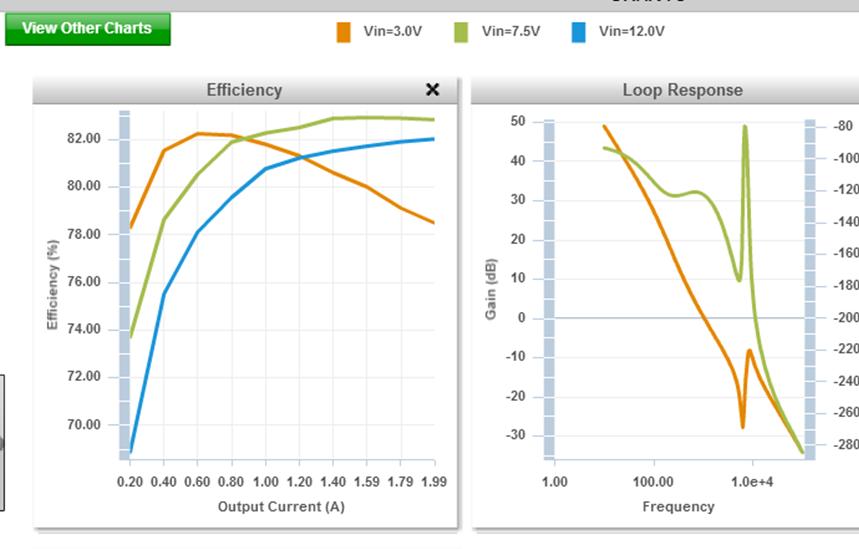 View Other Charts
Vin=3.0V
Vin=7.5V
Vin=12.0V
Efficiency
Loop Response
82.00
80.00
78.00
76.00
74.00
72.00
70.00
Efficiency (%)
0.20 0.40 0.60 0.80 1.00 1.20 1.40 1.59 1.79 1.99
Output Current (A)
50
40
30
20
10
0
-10
-20
-30
Gain (dB)
-80
-100
-120
-140
-160
-180
-200
-220
-240
-260
-280
1.00 100.00 1.0e+4
Frequency